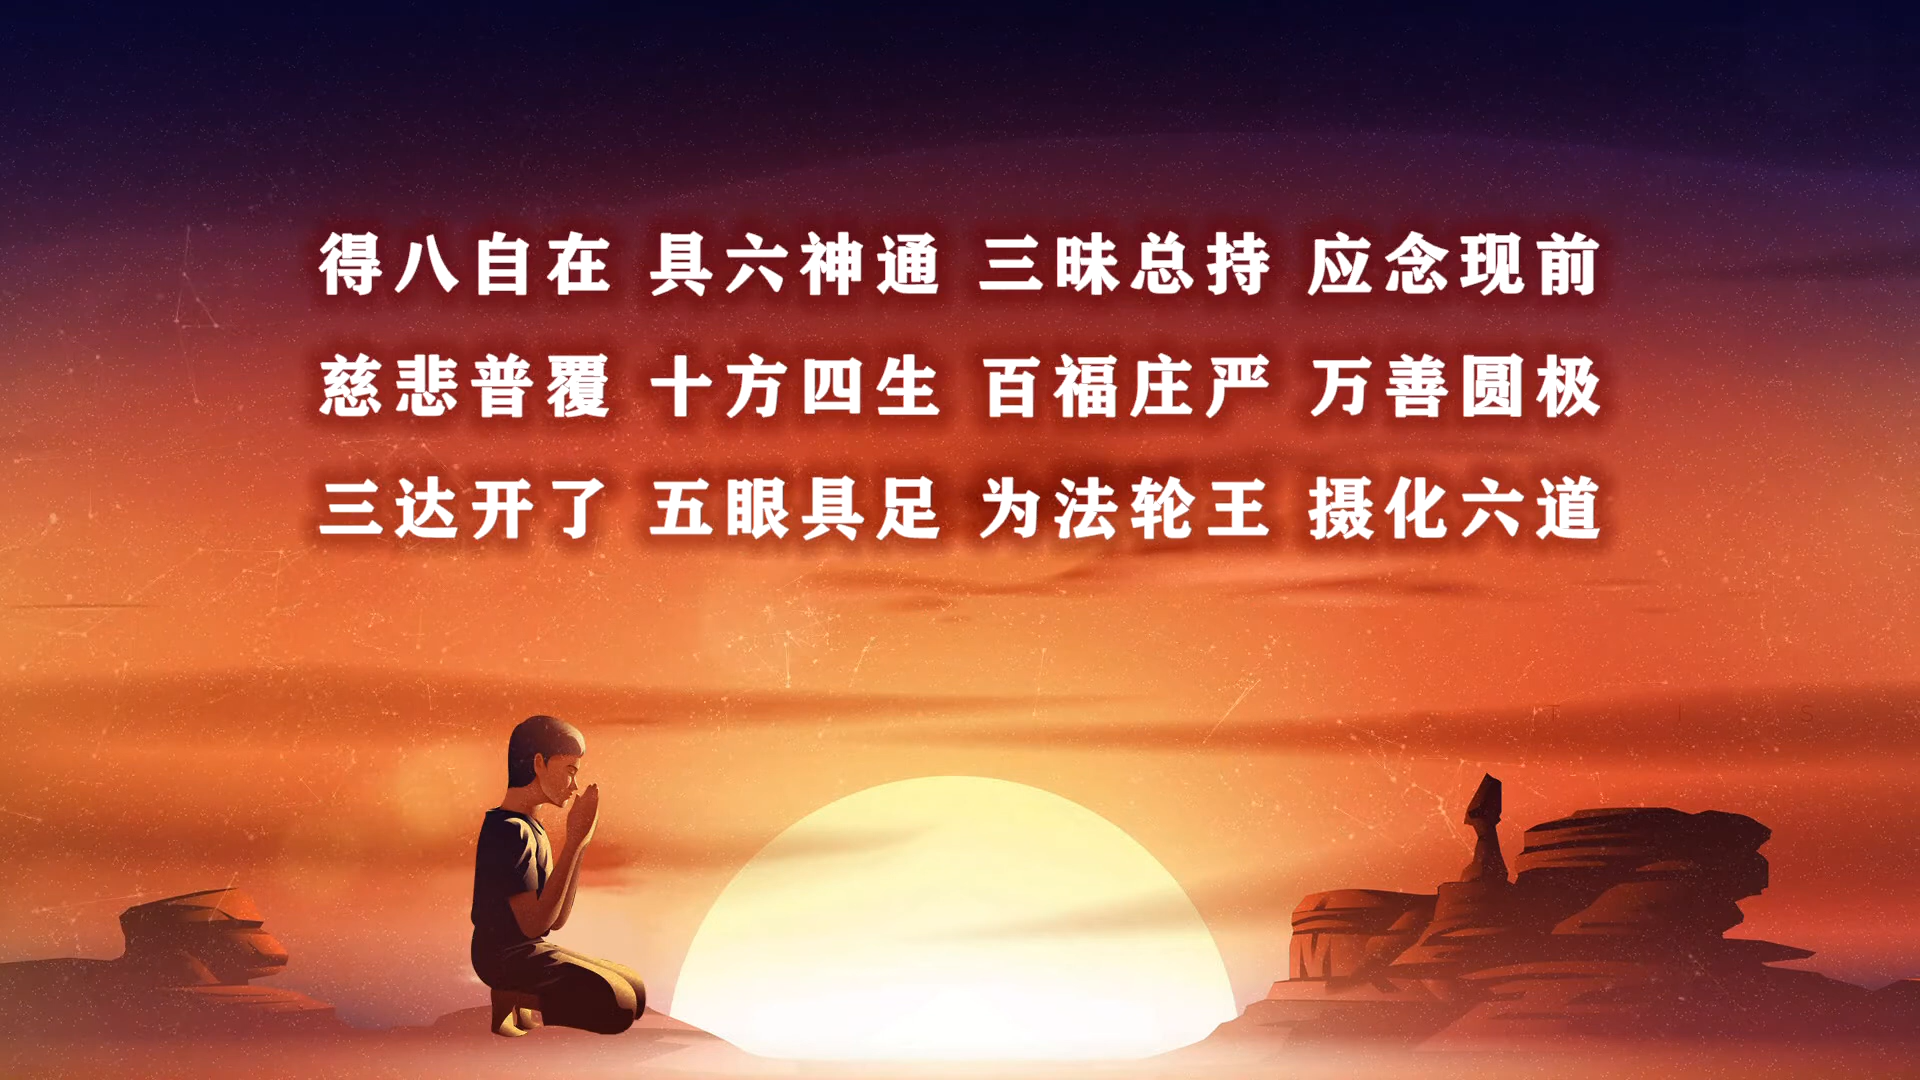 得八自在 具六神通 三昧总持 应念现前
慈悲普覆 十方四生 百福庄严 万善圆极
三达开了 五眼具足 为法轮王 摄化六道
T I S